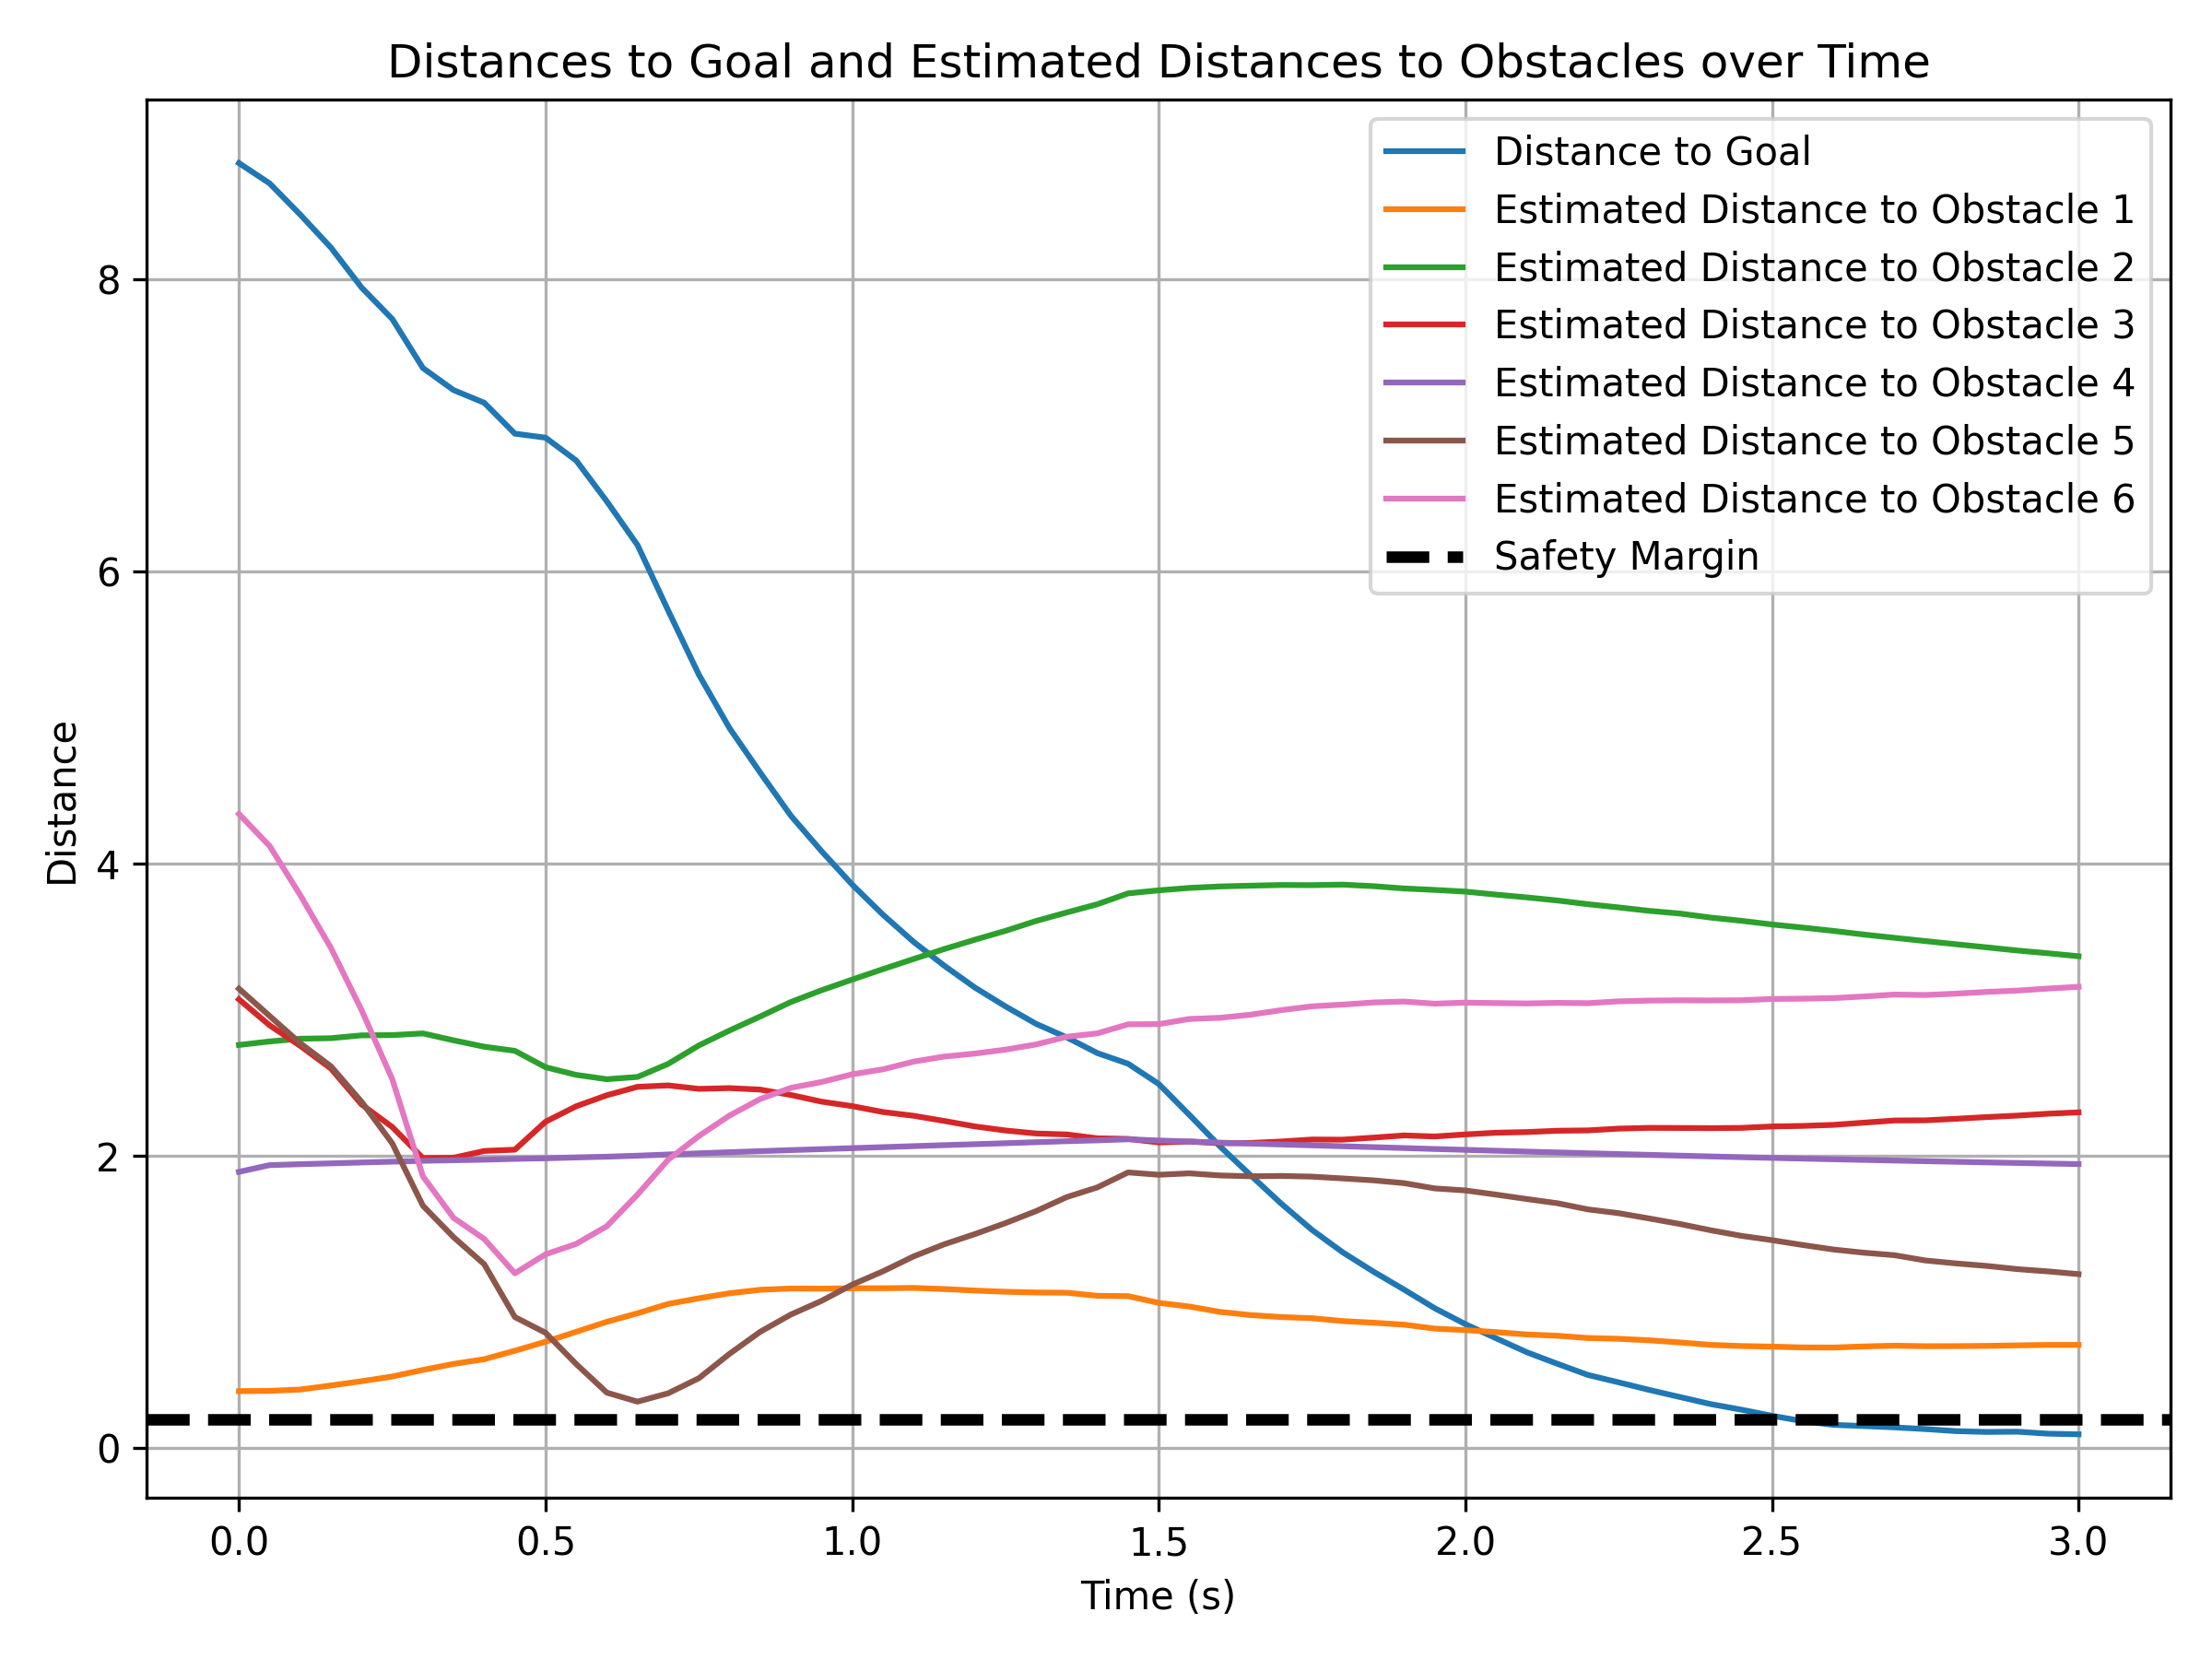 Distances to Goal and Estimated Distances to Obstacles over Time
Distance to Goal
Estimated Distance to Obstacle 1
Estimated Distance to Obstacle 2
Estimated Distance to Obstacle 3
Estimated Distance to Obstacle 4
Estimated Distance to Obstacle 5
Estimated Distance to Obstacle 6
Safety Margin
Distance
8
6
4
2
0
0.0 0.5 1.0 1.5 2.0 2.5 3.0
Time (s)